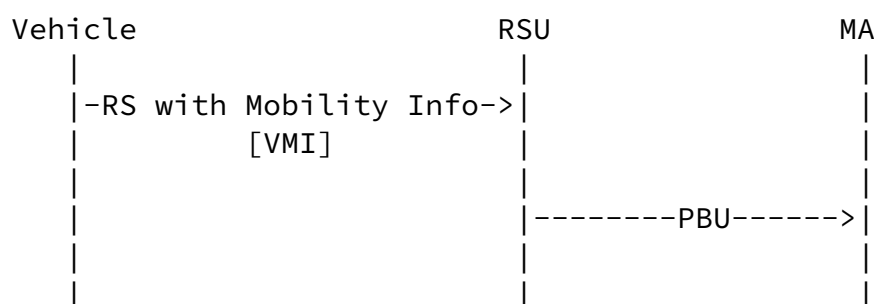 Vehicle RSU MA
-RS with Mobility Info->
[VMI]
--------PBU------>